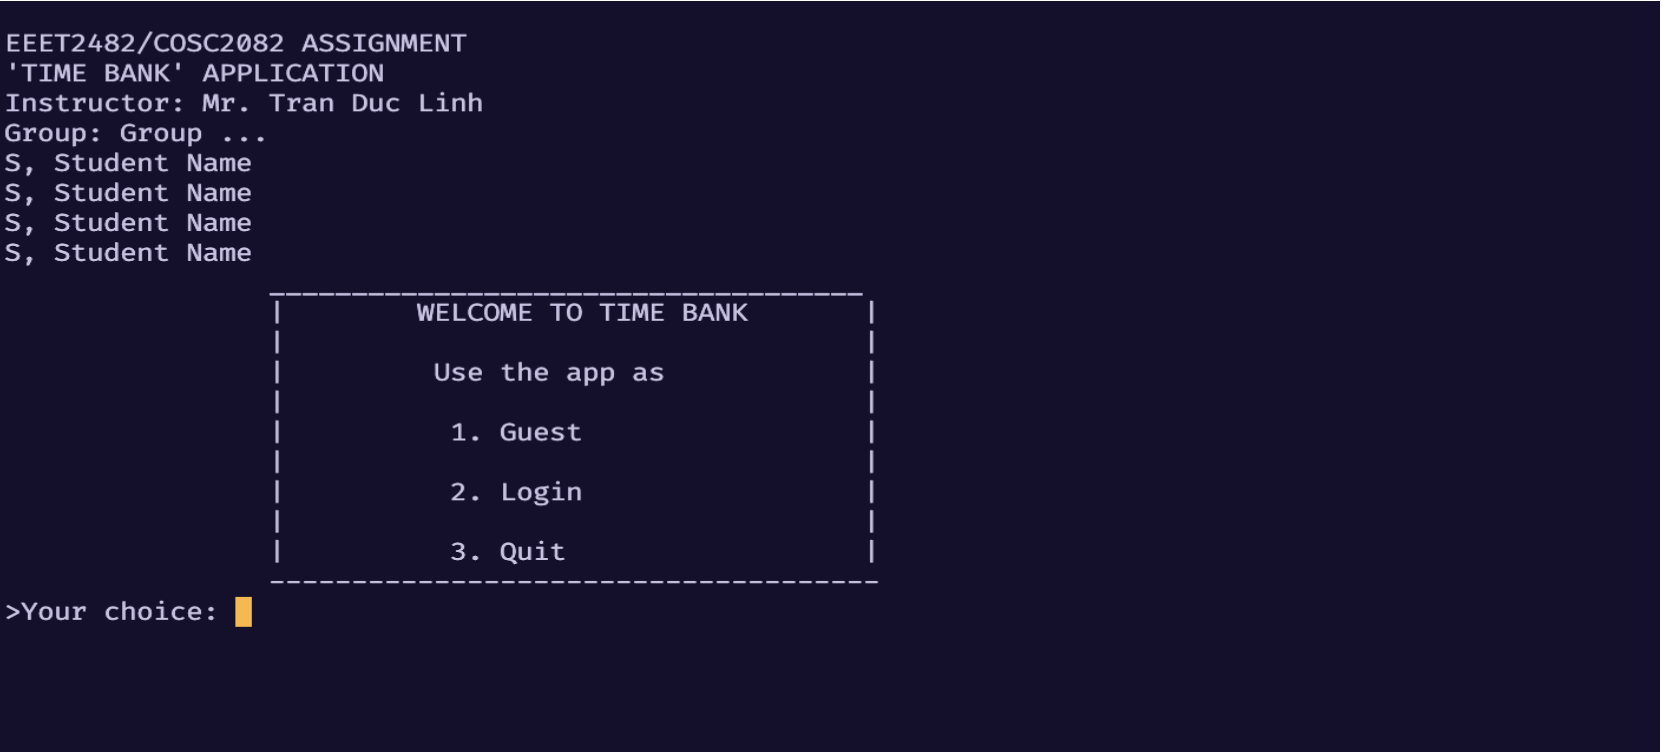 EEET2482/COSC2082 ASSIGNMENT
'TIME BANK' APPLICATION
Instructor: Mr. Tran Duc Linh
Group: Group ...
S, Student Name
S, Student Name
S, Student Name
S, Student Name
WELCOME TO TIME BANK
Use the app as
1. Guest
2. Login
3. Quit
>Your choice: